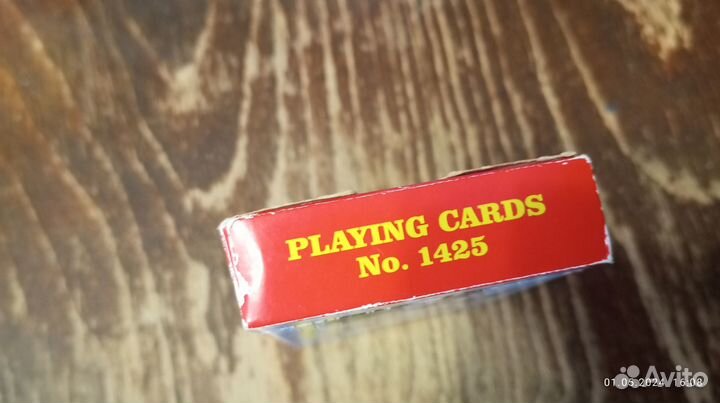 PLAYING CARDS
No. 1425
Avito
01.05.2024 16:08